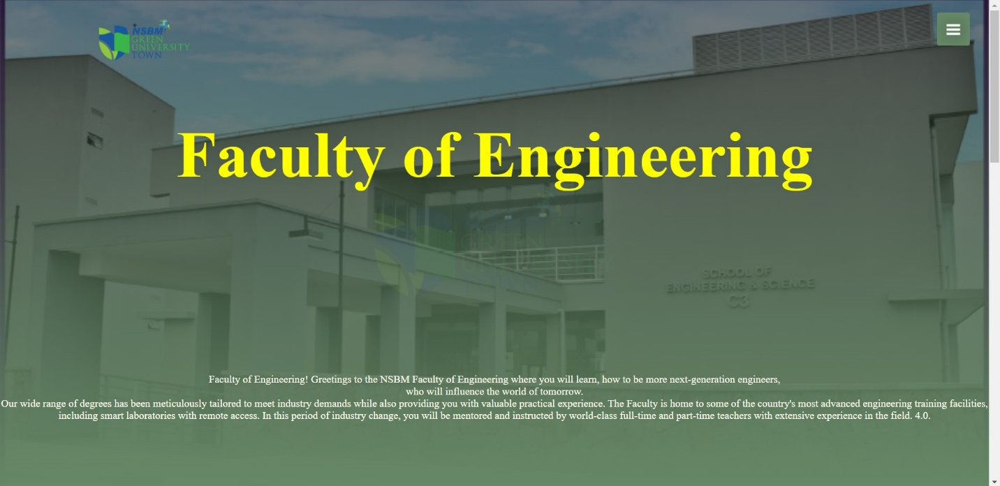 NSBM
GREEN
UNIVERSITY
TOWN
Faculty of Engineering
GREEN
SCHOOL OF
ENGINEERING & SCIENCE
C3
Faculty of Engineering! Greetings to the NSBM Faculty of Engineering where you will learn, how to be more next-generation engineers,
who will influence the world of tomorrow.
Our wide range of degrees has been meticulously tailored to meet industry demands while also providing you with valuable practical experience. The Faculty is home to some of the country's most advanced engineering training facilities,
including smart laboratories with remote access. In this period of industry change, you will be mentored and instructed by world-class full-time and part-time teachers with extensive experience in the field. 4.0.